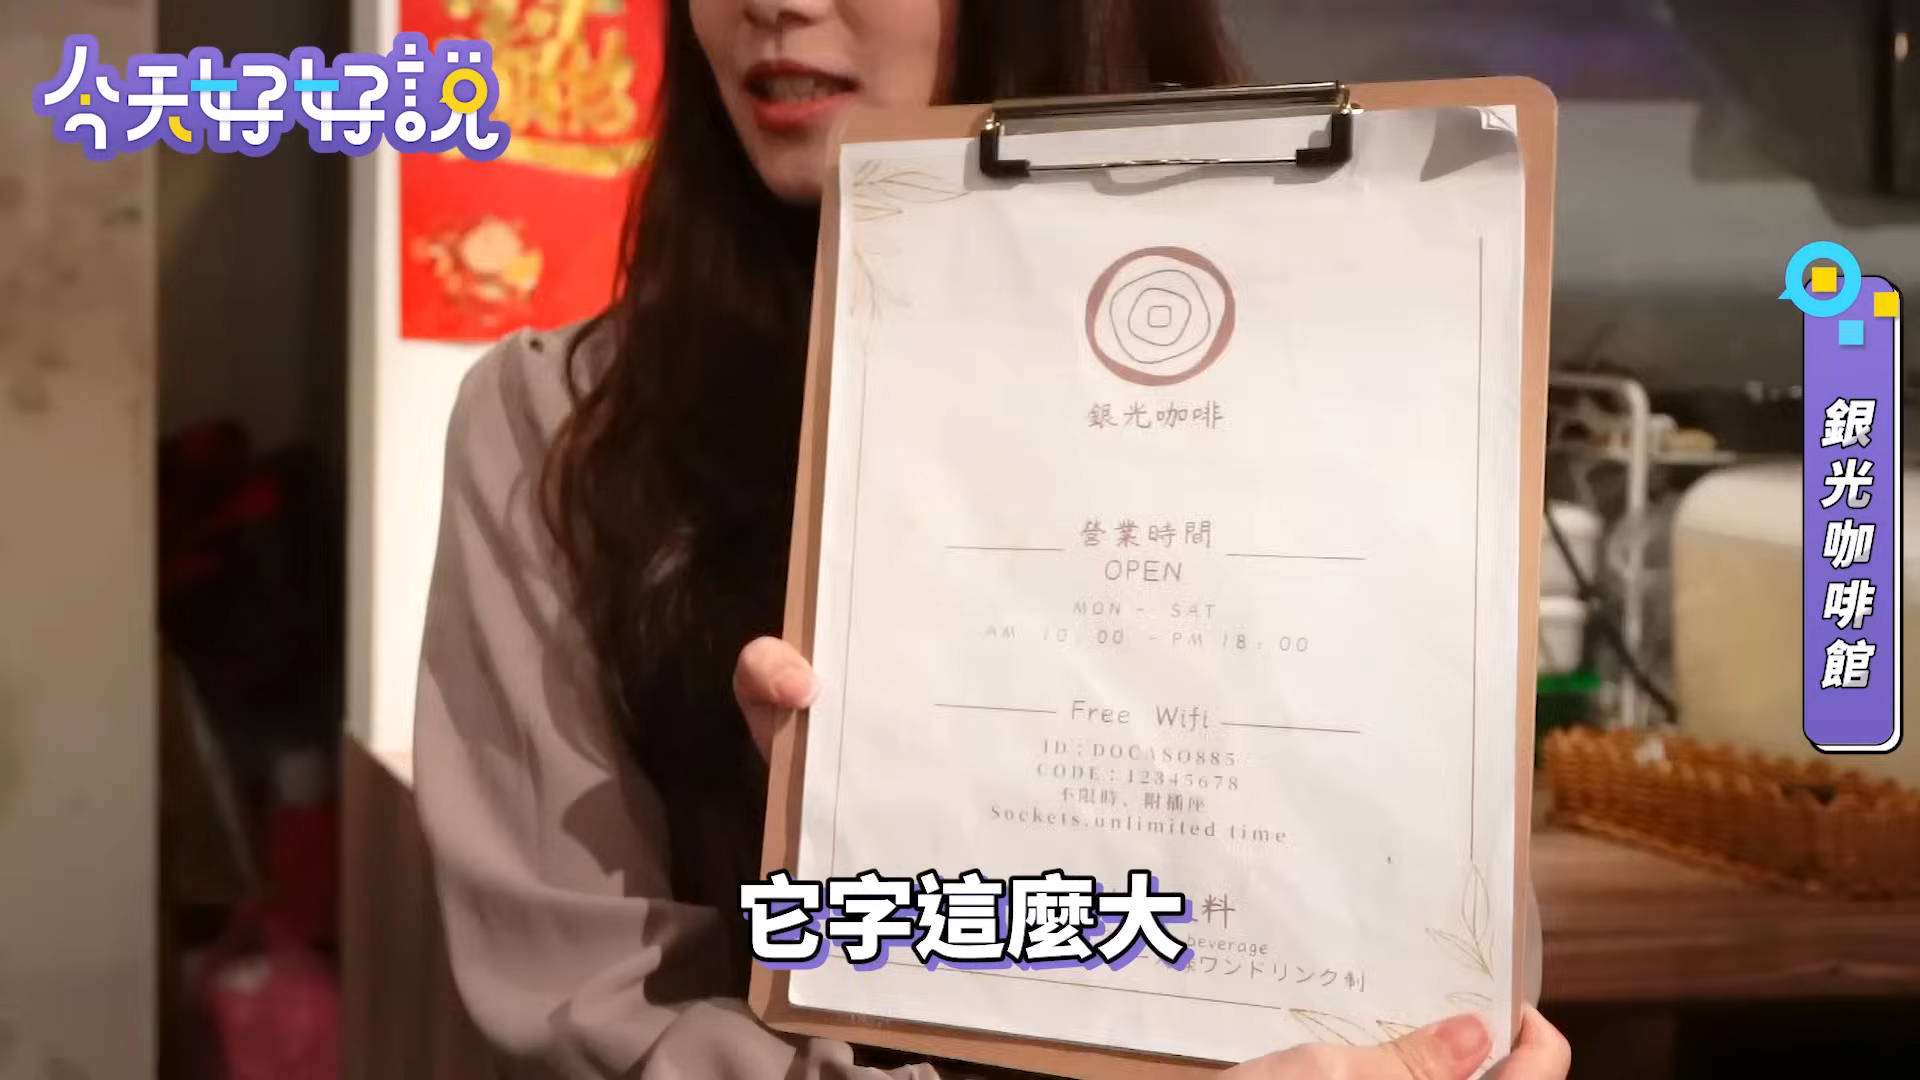 今天好好說
銀光咖啡
營業時間
OPEN
MON - SAT
AM 10:00 - PM 18:00
Free Wifi
ID:DOCASO885
CODE:12345678
不限時、附插座
Sockets.unlimited time
料
beverage
ワンドリンク制
銀光咖啡館
它字這麼大